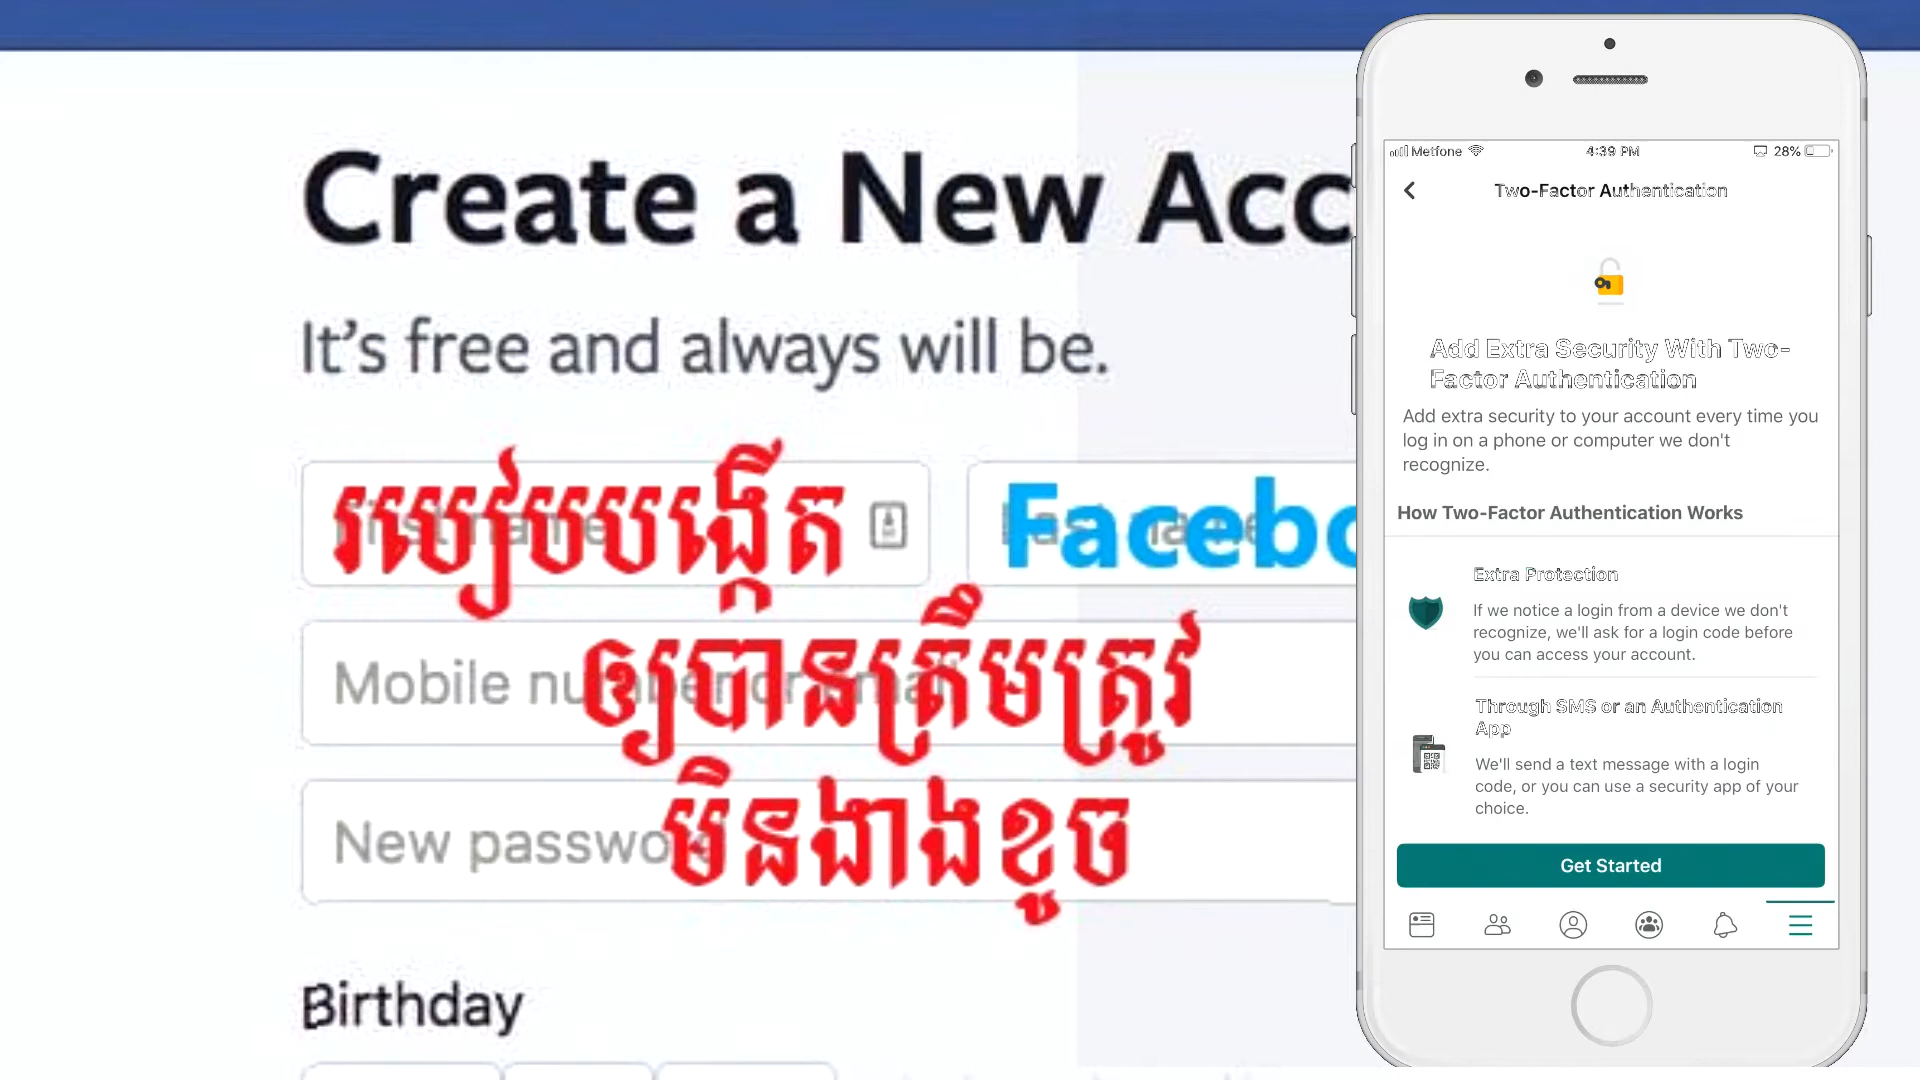 Create a New Acc
It's free and always will be.
របៀបបង្កើត Facebo
Mobile number or email
ឲ្យបានត្រឹមត្រូវ
New password
មិនងាងខូច
Birthday
Metfone 4:39 PM 28%
Two-Factor Authentication
Add Extra Security With Two-
Factor Authentication
Add extra security to your account every time you
log in on a phone or computer we don't
recognize.
How Two-Factor Authentication Works
Extra Protection
If we notice a login from a device we don't
recognize, we'll ask for a login code before
you can access your account.
Through SMS or an Authentication
App
We'll send a text message with a login
code, or you can use a security app of your
choice.
Get Started